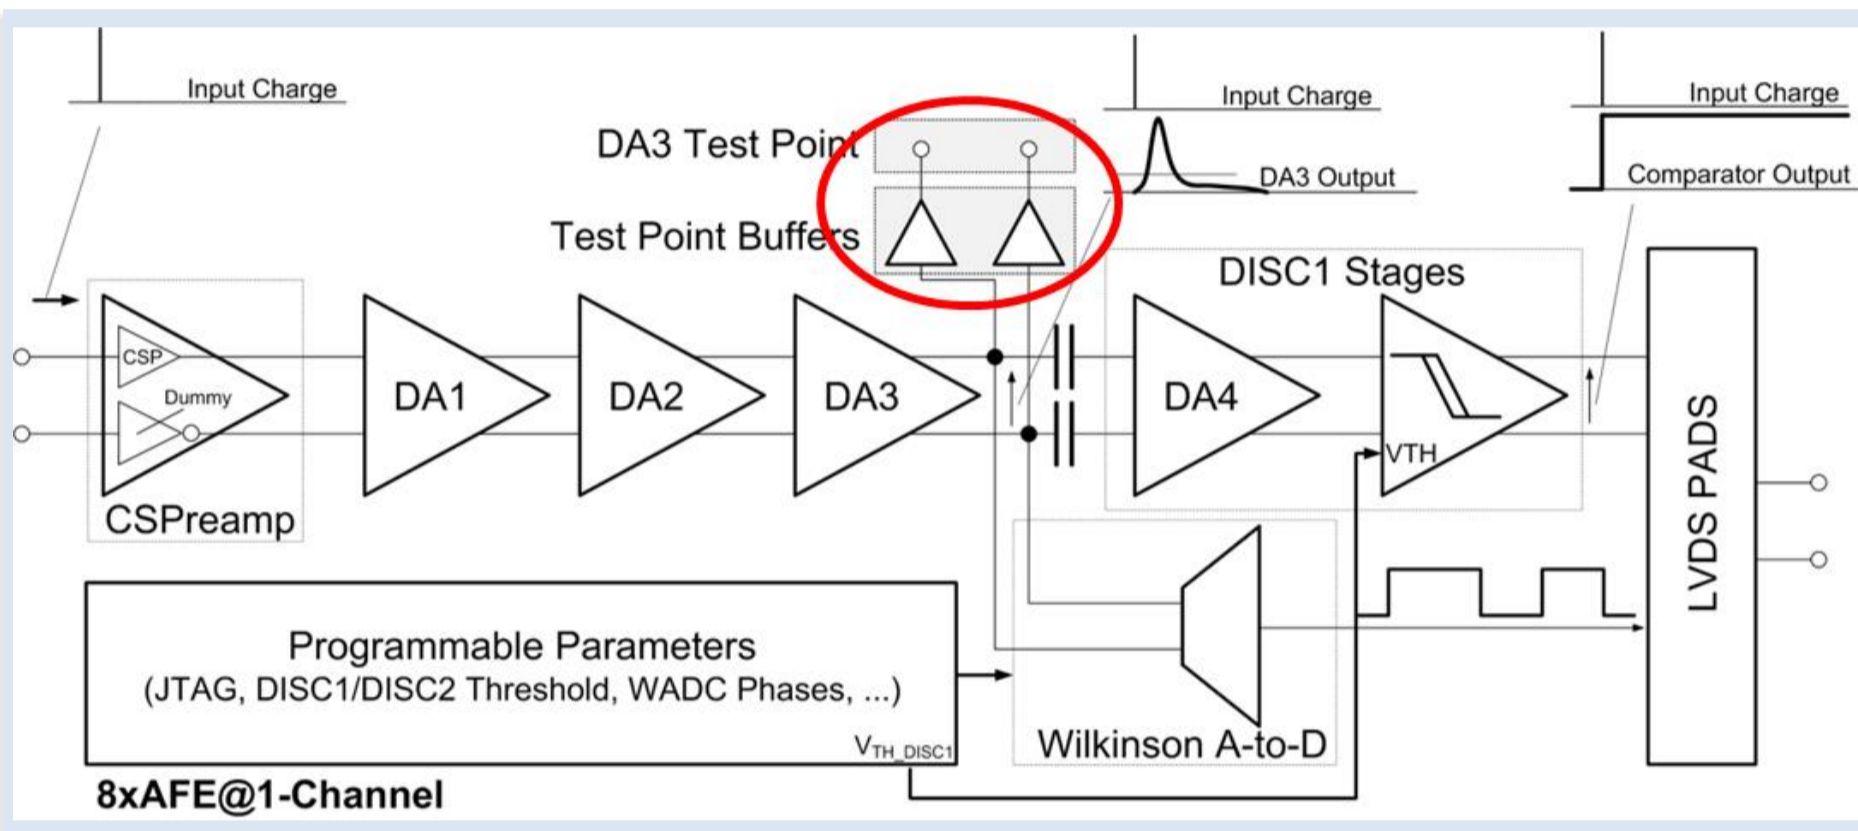 Input Charge
Input Charge
Input Charge
DA3 Test Point
DA3 Output
Comparator Output
Test Point Buffers
DISC1 Stages
CSP
Dummy
DA1
DA2
DA3
DA4
VTH
CSPreamp
LVDS PADS
Programmable Parameters
(JTAG, DISC1/DISC2 Threshold, WADC Phases, ...)
VTH_DISC1
Wilkinson A-to-D
8xAFE@1-Channel